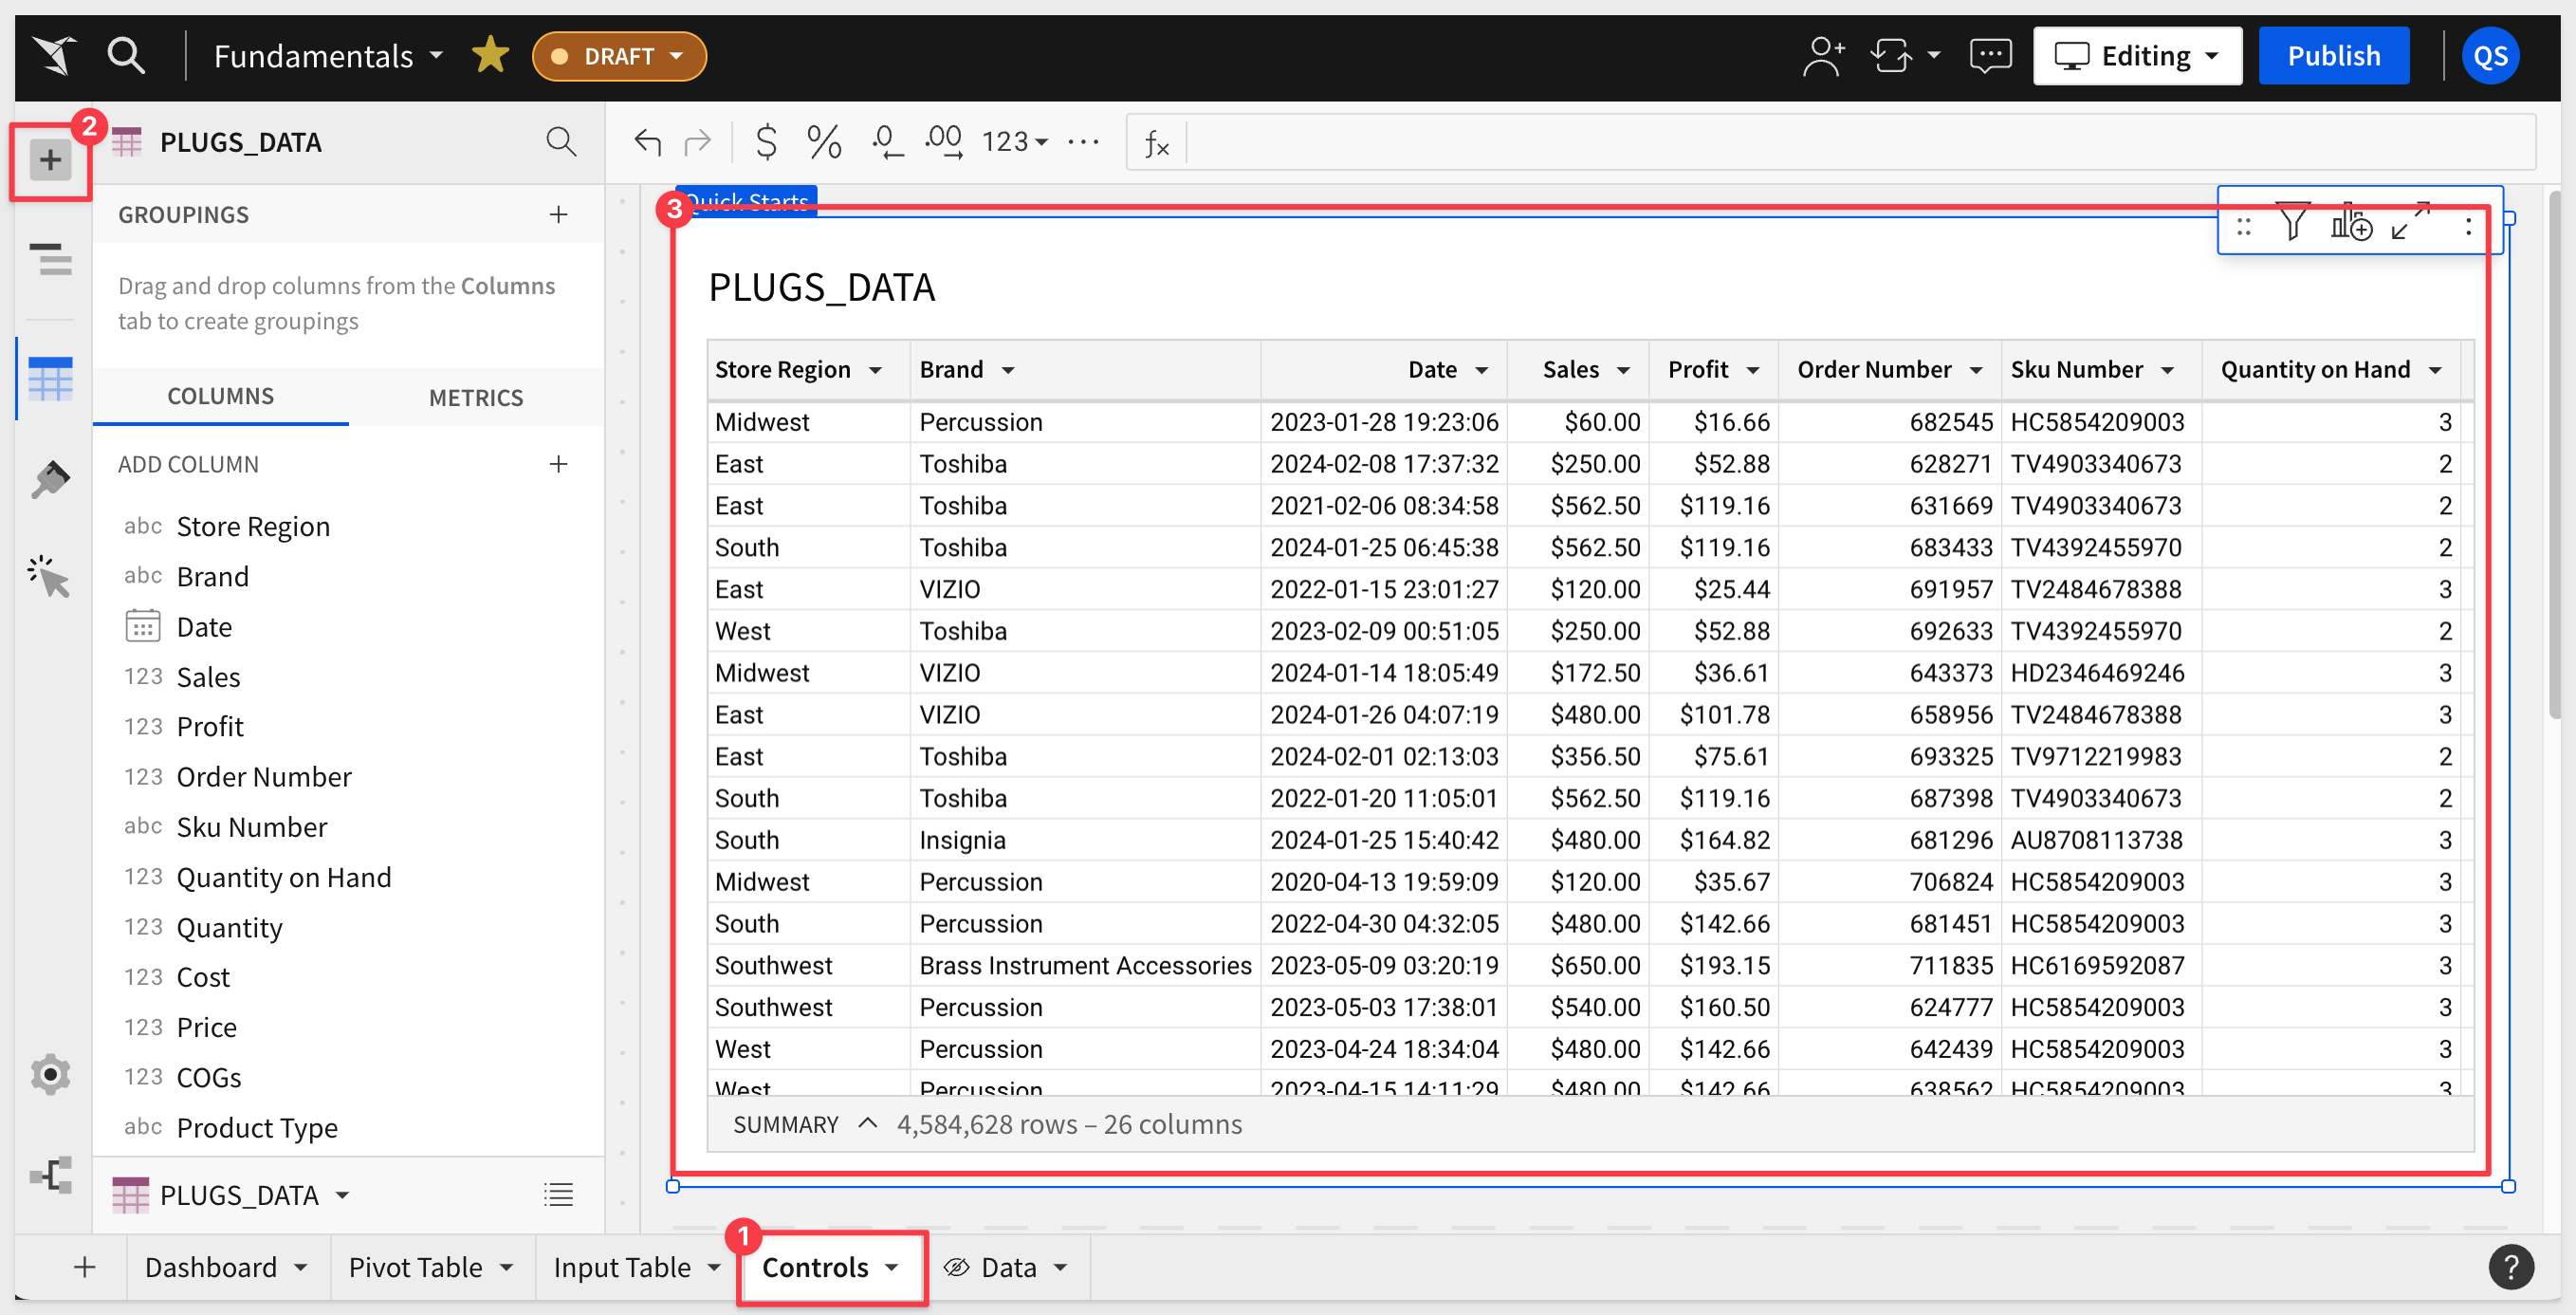 Fundamentals
DRAFT
Editing
Publish
QS
2
PLUGS_DATA
$ % .0 .00 123 ... fx
GROUPINGS
Drag and drop columns from the Columns
tab to create groupings
COLUMNS METRICS
ADD COLUMN
abc Store Region
abc Brand
Date
123 Sales
123 Profit
123 Order Number
abc Sku Number
123 Quantity on Hand
123 Quantity
123 Cost
123 Price
123 COGs
abc Product Type
PLUGS_DATA
3
Quick Starts
PLUGS_DATA
Store Region Brand Date Sales Profit Order Number Sku Number Quantity on Hand
Midwest Percussion 2023-01-28 19:23:06 $60.00 $16.66 682545 HC5854209003 3
East Toshiba 2024-02-08 17:37:32 $250.00 $52.88 628271 TV4903340673 2
East Toshiba 2021-02-06 08:34:58 $562.50 $119.16 631669 TV4903340673 2
South Toshiba 2024-01-25 06:45:38 $562.50 $119.16 683433 TV4392455970 2
East VIZIO 2022-01-15 23:01:27 $120.00 $25.44 691957 TV2484678388 3
West Toshiba 2023-02-09 00:51:05 $250.00 $52.88 692633 TV4392455970 2
Midwest VIZIO 2024-01-14 18:05:49 $172.50 $36.61 643373 HD2346469246 3
East VIZIO 2024-01-26 04:07:19 $480.00 $101.78 658956 TV2484678388 3
East Toshiba 2024-02-01 02:13:03 $356.50 $75.61 693325 TV9712219983 2
South Toshiba 2022-01-20 11:05:01 $562.50 $119.16 687398 TV4903340673 2
South Insignia 2024-01-25 15:40:42 $480.00 $164.82 681296 AU8708113738 3
Midwest Percussion 2020-04-13 19:59:09 $120.00 $35.67 706824 HC5854209003 3
South Percussion 2022-04-30 04:32:05 $480.00 $142.66 681451 HC5854209003 3
Southwest Brass Instrument Accessories 2023-05-09 03:20:19 $650.00 $193.15 711835 HC6169592087 3
Southwest Percussion 2023-05-03 17:38:01 $540.00 $160.50 624777 HC5854209003 3
West Percussion 2023-04-24 18:34:04 $480.00 $142.66 642439 HC5854209003 3
West Percussion 2023-04-15 14:11:29 $480.00 $142.66 638562 HC5854209003 3
SUMMARY 4,584,628 rows – 26 columns
1
+ Dashboard Pivot Table Input Table Controls Data
?